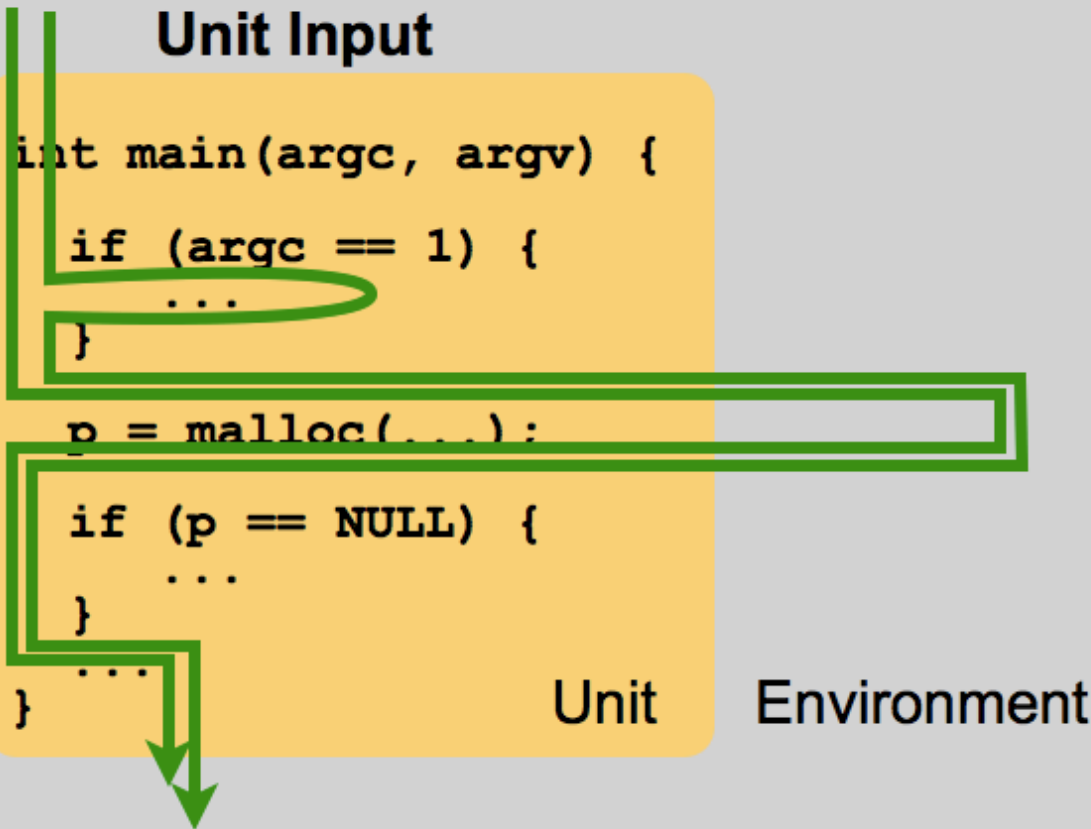 Unit Input
int main(argc, argv) {
if (argc == 1) {
...
}
p = malloc(...);
if (p == NULL) {
...
}
...
}
Unit
Environment